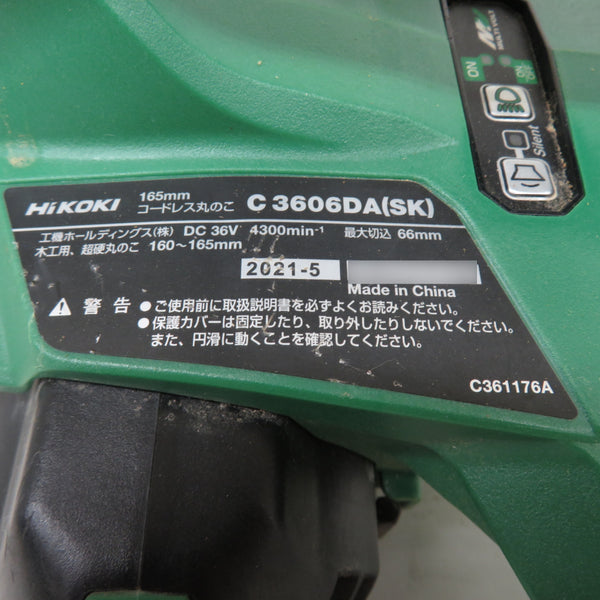 MV
MULTI VOLT
ON
ON
OFF
Silent
HiKOKI 165mm コードレス丸のこ C 3606DA(SK)
工機ホールディングス(株) DC 36V 4300min-1 最大切込 66mm
木工用、超硬丸のこ 160～165mm
2021-5
Made in China
警告 ●ご使用前に取扱説明書を必ずよくお読みください。
●保護カバーは固定したり、取り外したりしないでください。
また、円滑に動くことを確認してください。
C361176A